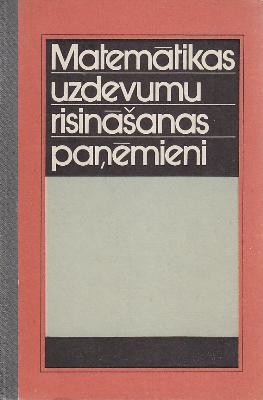 Matemātikas
uzdevumu
risināšanas
paņēmieni